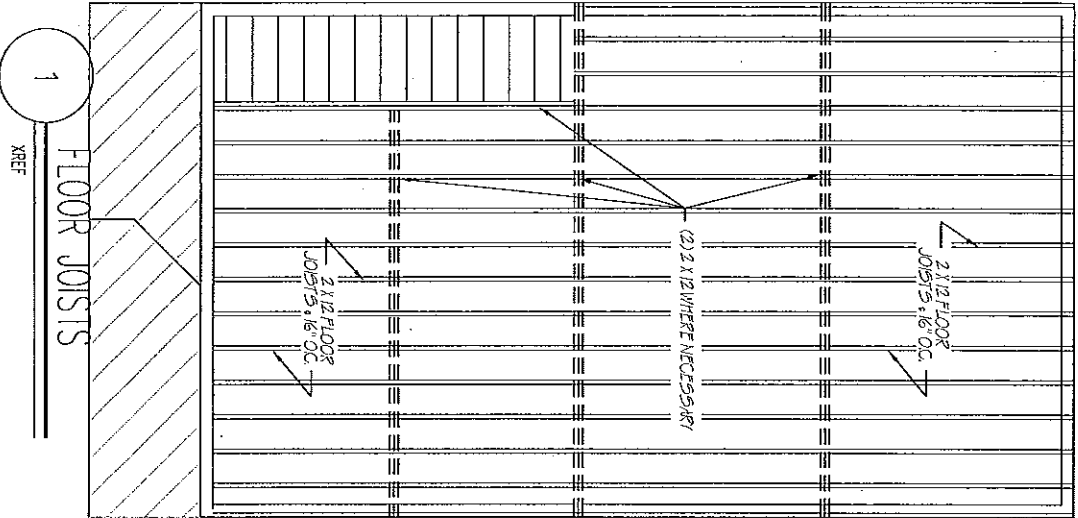 2 X 12 FLOOR
JOISTS @ 16" O.C.
(2) 2 X 12 WHERE NECESSARY
2 X 12 FLOOR
JOISTS @ 16" O.C.
1
FLOOR JOISTS
XREF